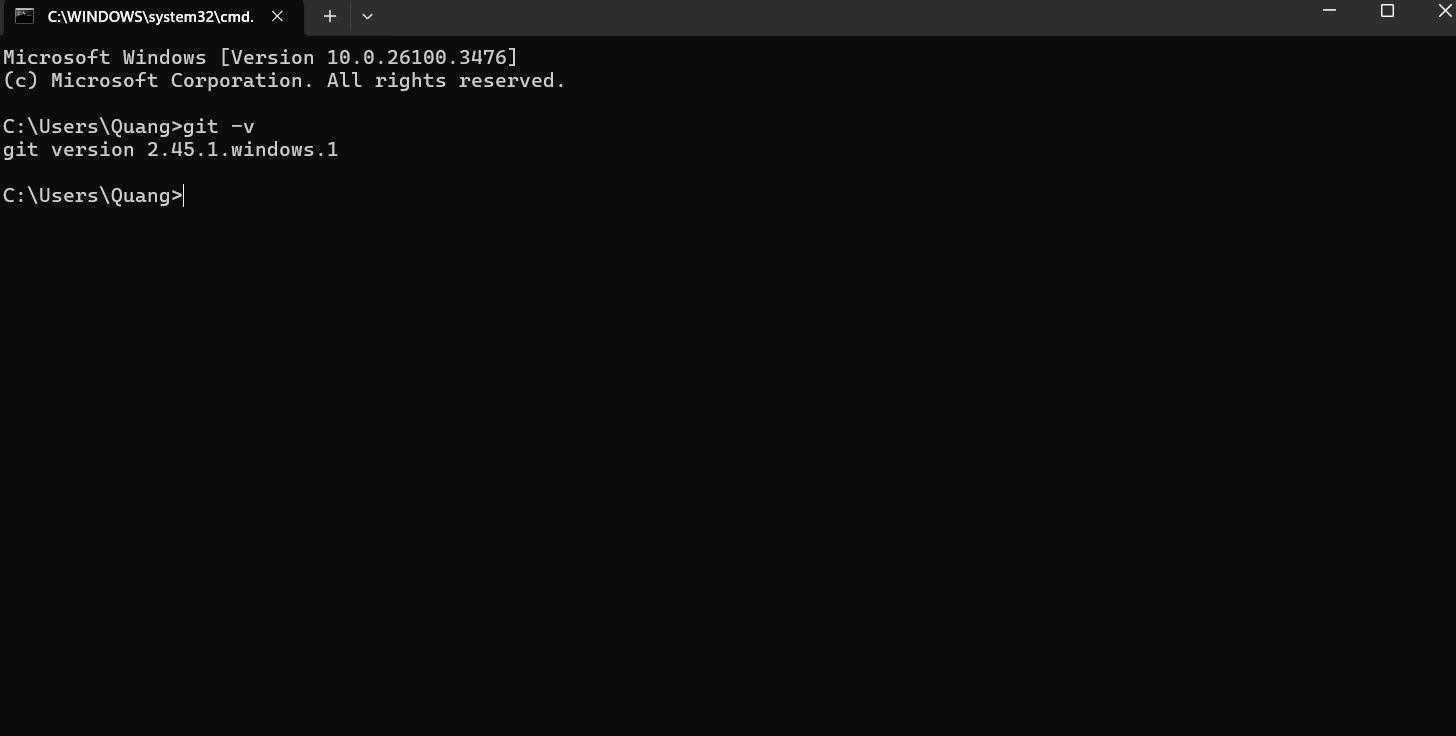 C:\WINDOWS\system32\cmd.
Microsoft Windows [Version 10.0.26100.3476]
(c) Microsoft Corporation. All rights reserved.
C:\Users\Quang>git -v
git version 2.45.1.windows.1
C:\Users\Quang>